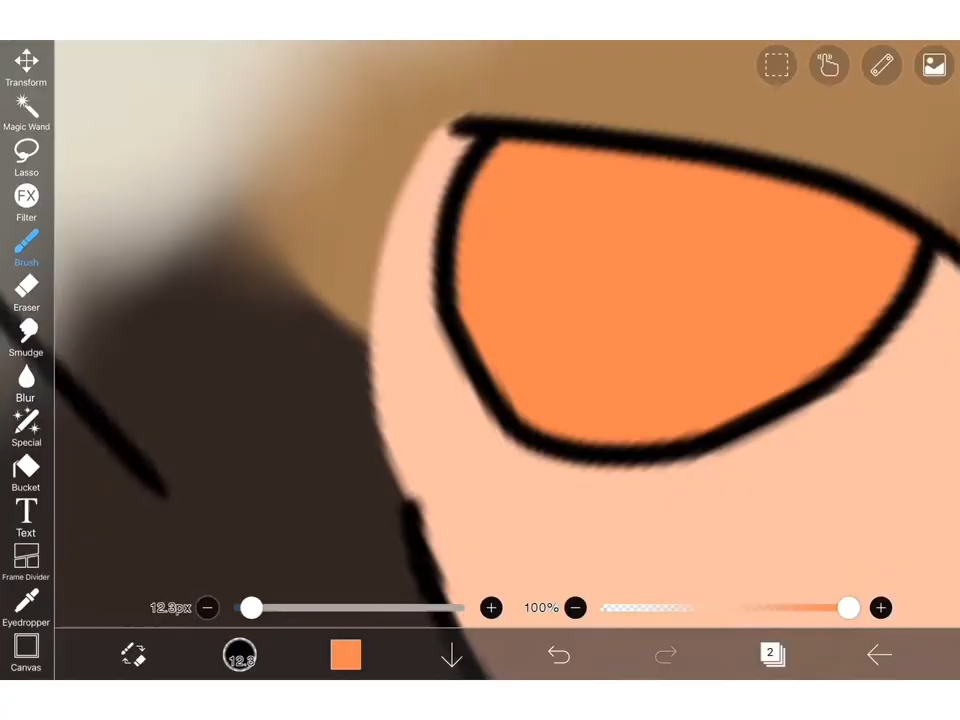 Transform
Magic Wand
Lasso
FX
Filter
Brush
Eraser
Smudge
Blur
Special
Bucket
T
Text
Frame Divider
Eyedropper
Canvas
12.3px
100%
12.3
2